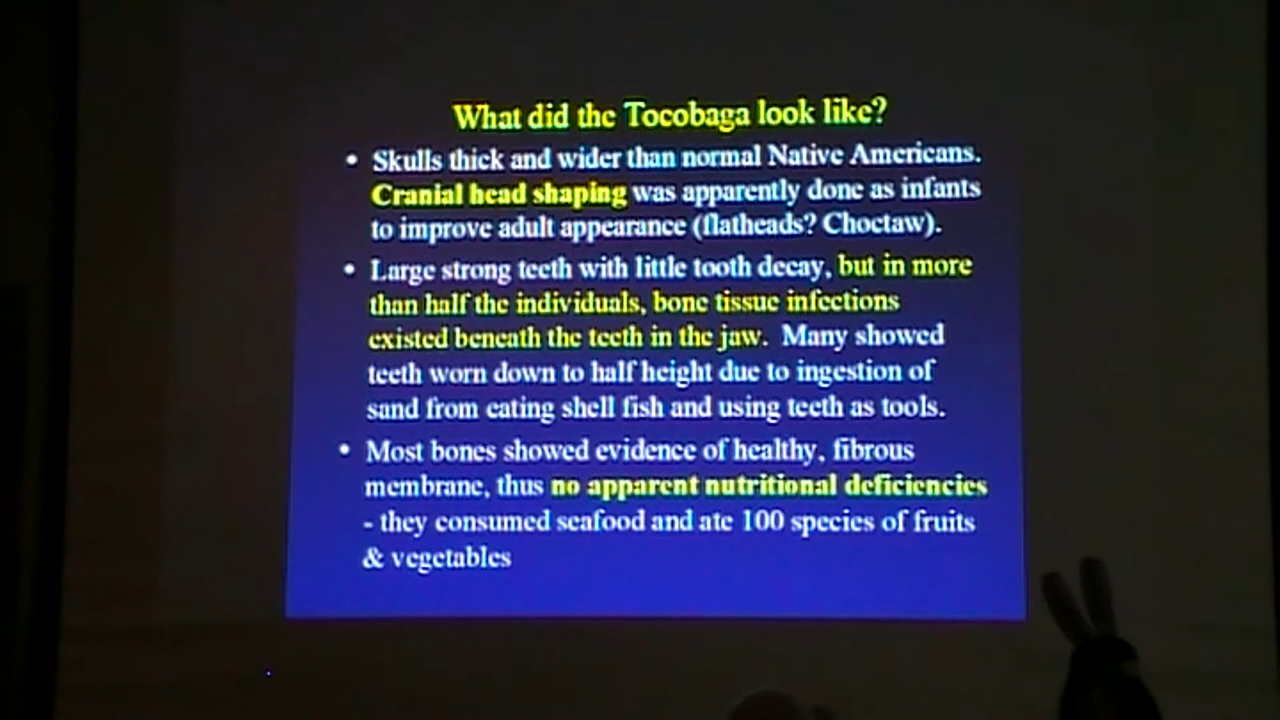 What did the Tocobaga look like?
• Skulls thick and wider than normal Native Americans.
Cranial head shaping was apparently done as infants
to improve adult appearance (flatheads? Choctaw).
• Large strong teeth with little tooth decay, but in more
than half the individuals, bone tissue infections
existed beneath the teeth in the jaw. Many showed
teeth worn down to half height due to ingestion of
sand from eating shell fish and using teeth as tools.
• Most bones showed evidence of healthy, fibrous
membrane, thus no apparent nutritional deficiencies
- they consumed seafood and ate 100 species of fruits
& vegetables